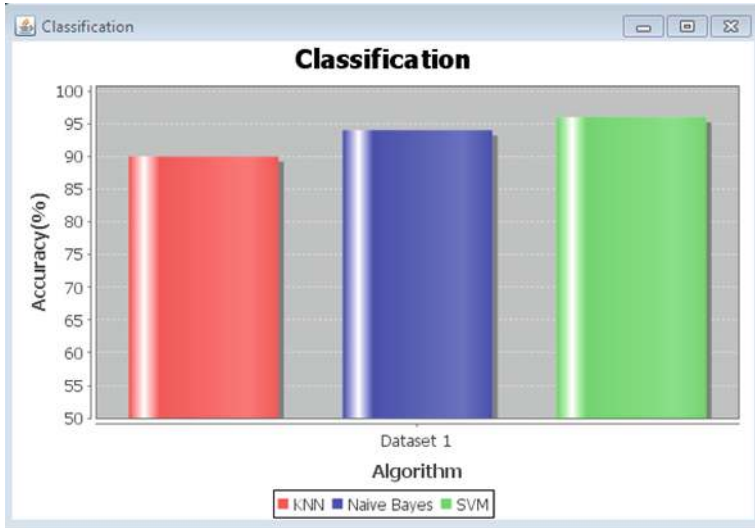 Classification
Classification
100
95
90
85
80
75
70
65
60
55
50
Accuracy(%)
Dataset 1
Algorithm
KNN Naive Bayes SVM